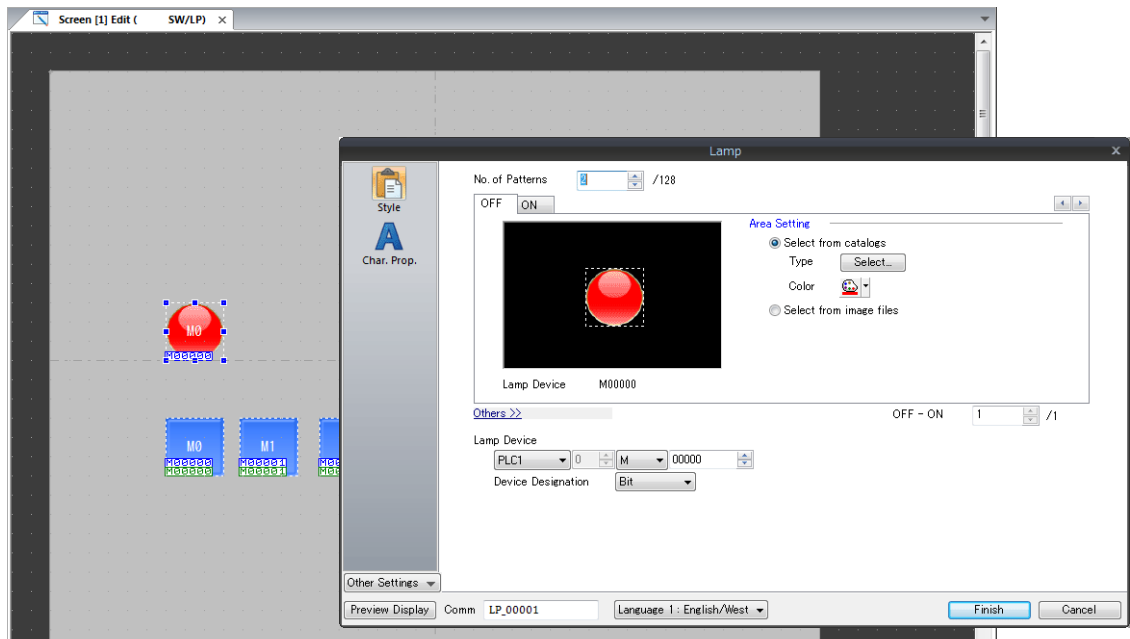 Screen [1] Edit ( SW/LP) ×
Lamp
Style
Char. Prop.
No. of Patterns 2 /128
OFF ON
Area Setting
Select from catalogs
Type Select...
Color
Select from image files
Lamp Device M00000
Others >>
OFF - ON 1 /1
Lamp Device
PLC1 0 M 00000
Device Designation Bit
M0
M00000
M0
M00000
M00000
M1
M00001
M00001
Other Settings
Preview Display Comm LP_00001 Language 1 : English/West Finish Cancel